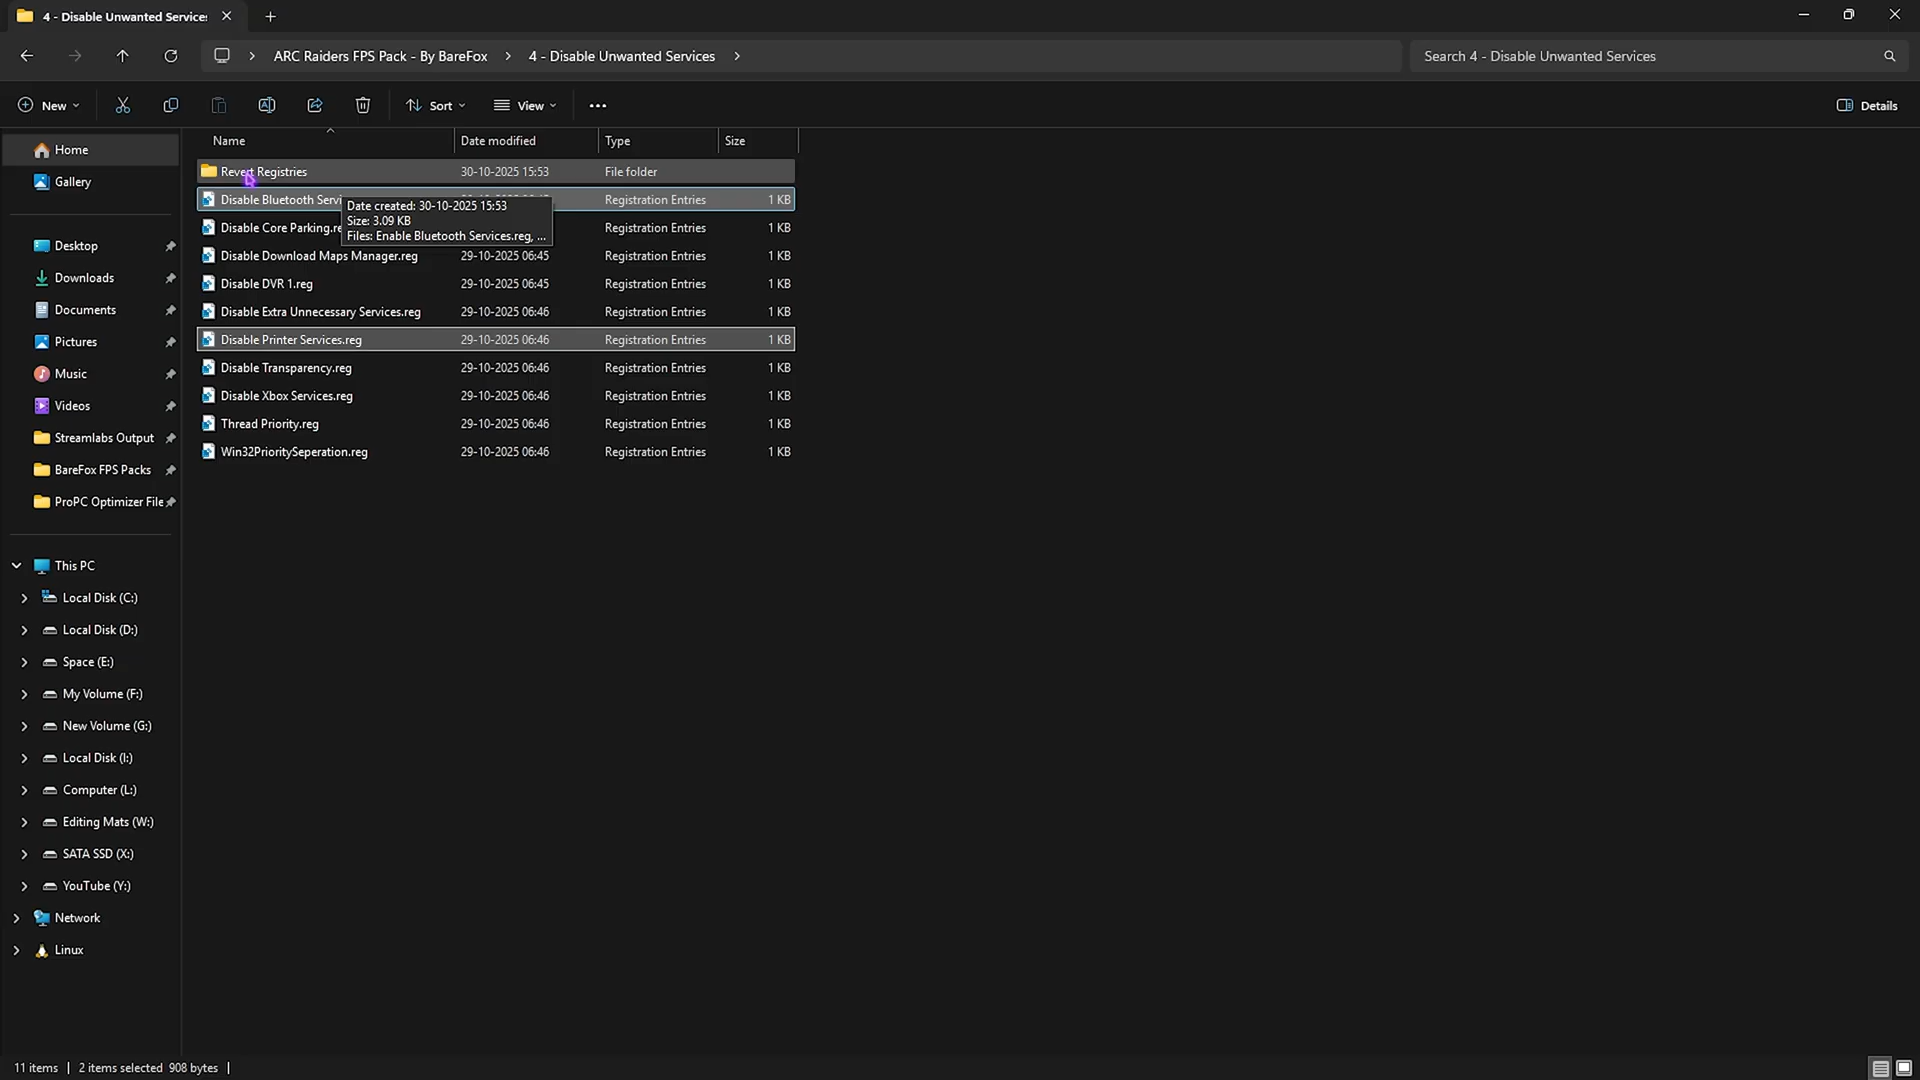 4 - Disable Unwanted Service
ARC Raiders FPS Pack - By BareFox
4 - Disable Unwanted Services
Search 4 - Disable Unwanted Services
New
Sort
View
Details
Name
Date modified
Type
Size
Home
Gallery
Desktop
Downloads
Documents
Pictures
Music
Videos
Streamlabs Output
BareFox FPS Packs
ProPC Optimizer File
This PC
Local Disk (C:)
Local Disk (D:)
Space (E:)
My Volume (F:)
New Volume (G:)
Local Disk (I:)
Computer (L:)
Editing Mats (W:)
SATA SSD (X:)
YouTube (Y:)
Network
Linux
Revert Registries 30-10-2025 15:53 File folder
Disable Bluetooth Servi Registration Entries 1 KB
Date created: 30-10-2025 15:53
Size: 3.09 KB
Files: Enable Bluetooth Services.reg, ...
Disable Core Parking.re Registration Entries 1 KB
Disable Download Maps Manager.reg 29-10-2025 06:45 Registration Entries 1 KB
Disable DVR 1.reg 29-10-2025 06:45 Registration Entries 1 KB
Disable Extra Unnecessary Services.reg 29-10-2025 06:46 Registration Entries 1 KB
Disable Printer Services.reg 29-10-2025 06:46 Registration Entries 1 KB
Disable Transparency.reg 29-10-2025 06:46 Registration Entries 1 KB
Disable Xbox Services.reg 29-10-2025 06:46 Registration Entries 1 KB
Thread Priority.reg 29-10-2025 06:46 Registration Entries 1 KB
Win32PrioritySeperation.reg 29-10-2025 06:46 Registration Entries 1 KB
11 items
2 items selected 908 bytes